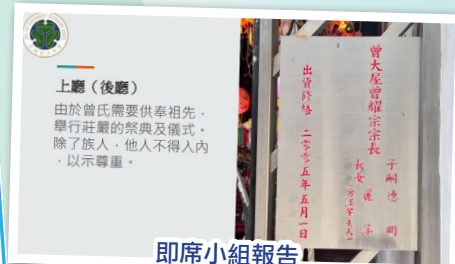 上廳（後廳）
由於曾氏需要供奉祖先，
舉行莊嚴的祭典及儀式。
除了族人，他人不得入內
，以示尊重。
曾大屋曾耀宗宗長
子嗣德明
長女
出資修葺 二零零五年五月一日
即席小組報告